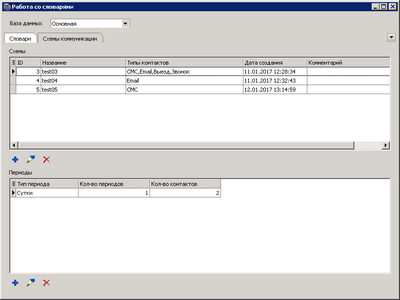 Работа со словарями
База данных: Основная
Словари Схемы коммуникации
Схемы
ID Название Типы контактов Дата создания Комментарий
3 test03 СМС,Email,Выезд,Звонок 11.01.2017 12:28:34
4 test04 Email 11.01.2017 12:32:43
5 test05 СМС 12.01.2017 13:14:59
Периоды
Тип периода Кол-во периодов Кол-во контактов
Сутки 1 2